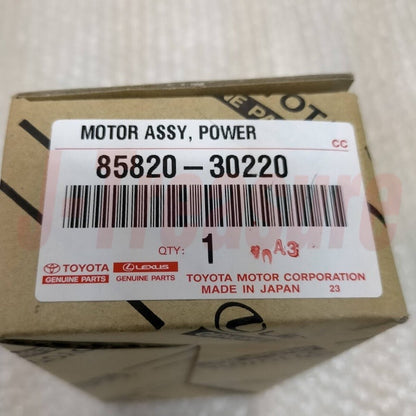 MOTOR ASSY, POWER
CC
85820-30220
QTY: 1
TOYOTA LEXUS
GENUINE PARTS GENUINE PARTS
TOYOTA MOTOR CORPORATION
MADE IN JAPAN 23